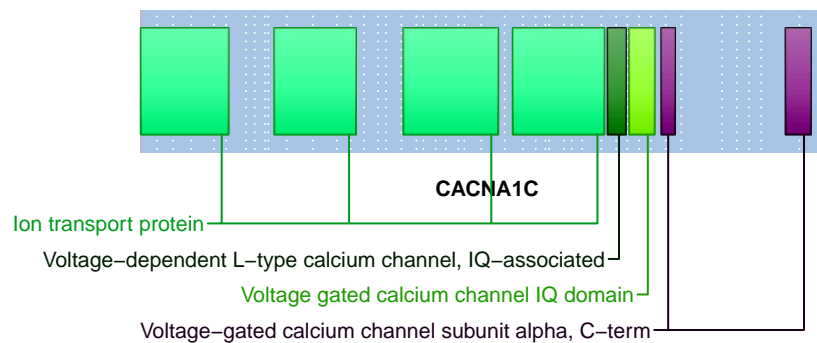 CACNA1C
Ion transport protein
Voltage−dependent L−type calcium channel, IQ−associated
Voltage gated calcium channel IQ domain
Voltage−gated calcium channel subunit alpha, C−term